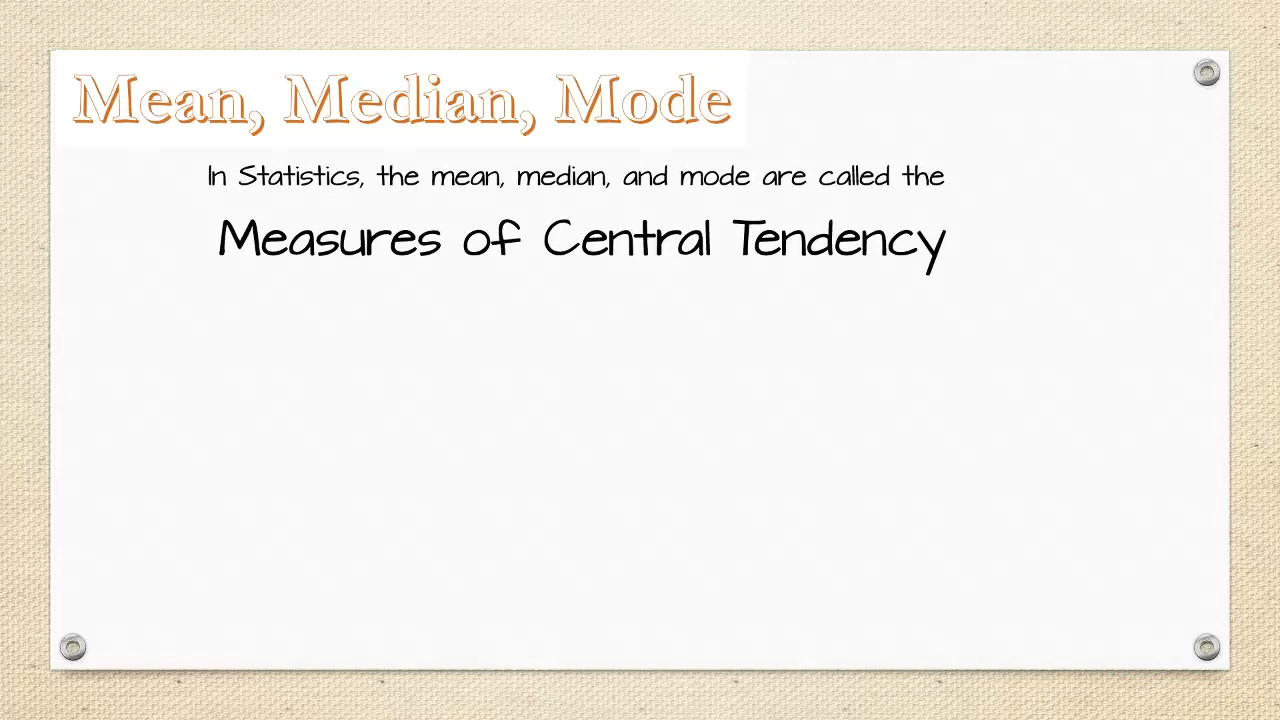 Mean, Median, Mode
In Statistics, the mean, median, and mode are called the
Measures of Central Tendency